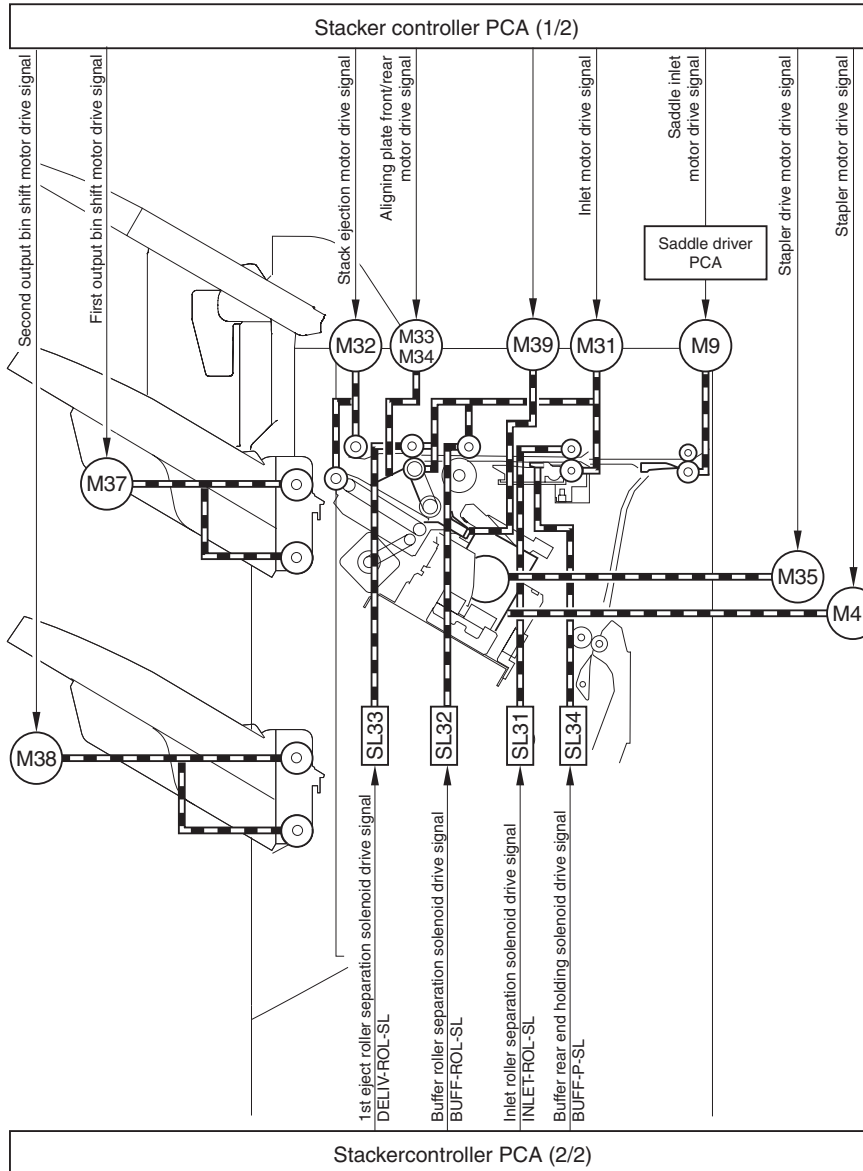 Stacker controller PCA (1/2)
Second output bin shift motor drive signal
First output bin shift motor drive signal
Stack ejection motor drive signal
Aligning plate front/rear
motor drive signal
Inlet motor drive signal
Saddle inlet
motor drive signal
Stapler drive motor drive signal
Stapler motor drive signal
Saddle driver
PCA
M32
M33
M34
M39
M31
M9
M37
M35
M4
SL33
SL32
SL31
SL34
M38
1st eject roller separation solenoid drive signal
DELIV-ROL-SL
Buffer roller separation solenoid drive signal
BUFF-ROL-SL
Inlet roller separation solenoid drive signal
INLET-ROL-SL
Buffer rear end holding solenoid drive signal
BUFF-P-SL
Stackercontroller PCA (2/2)